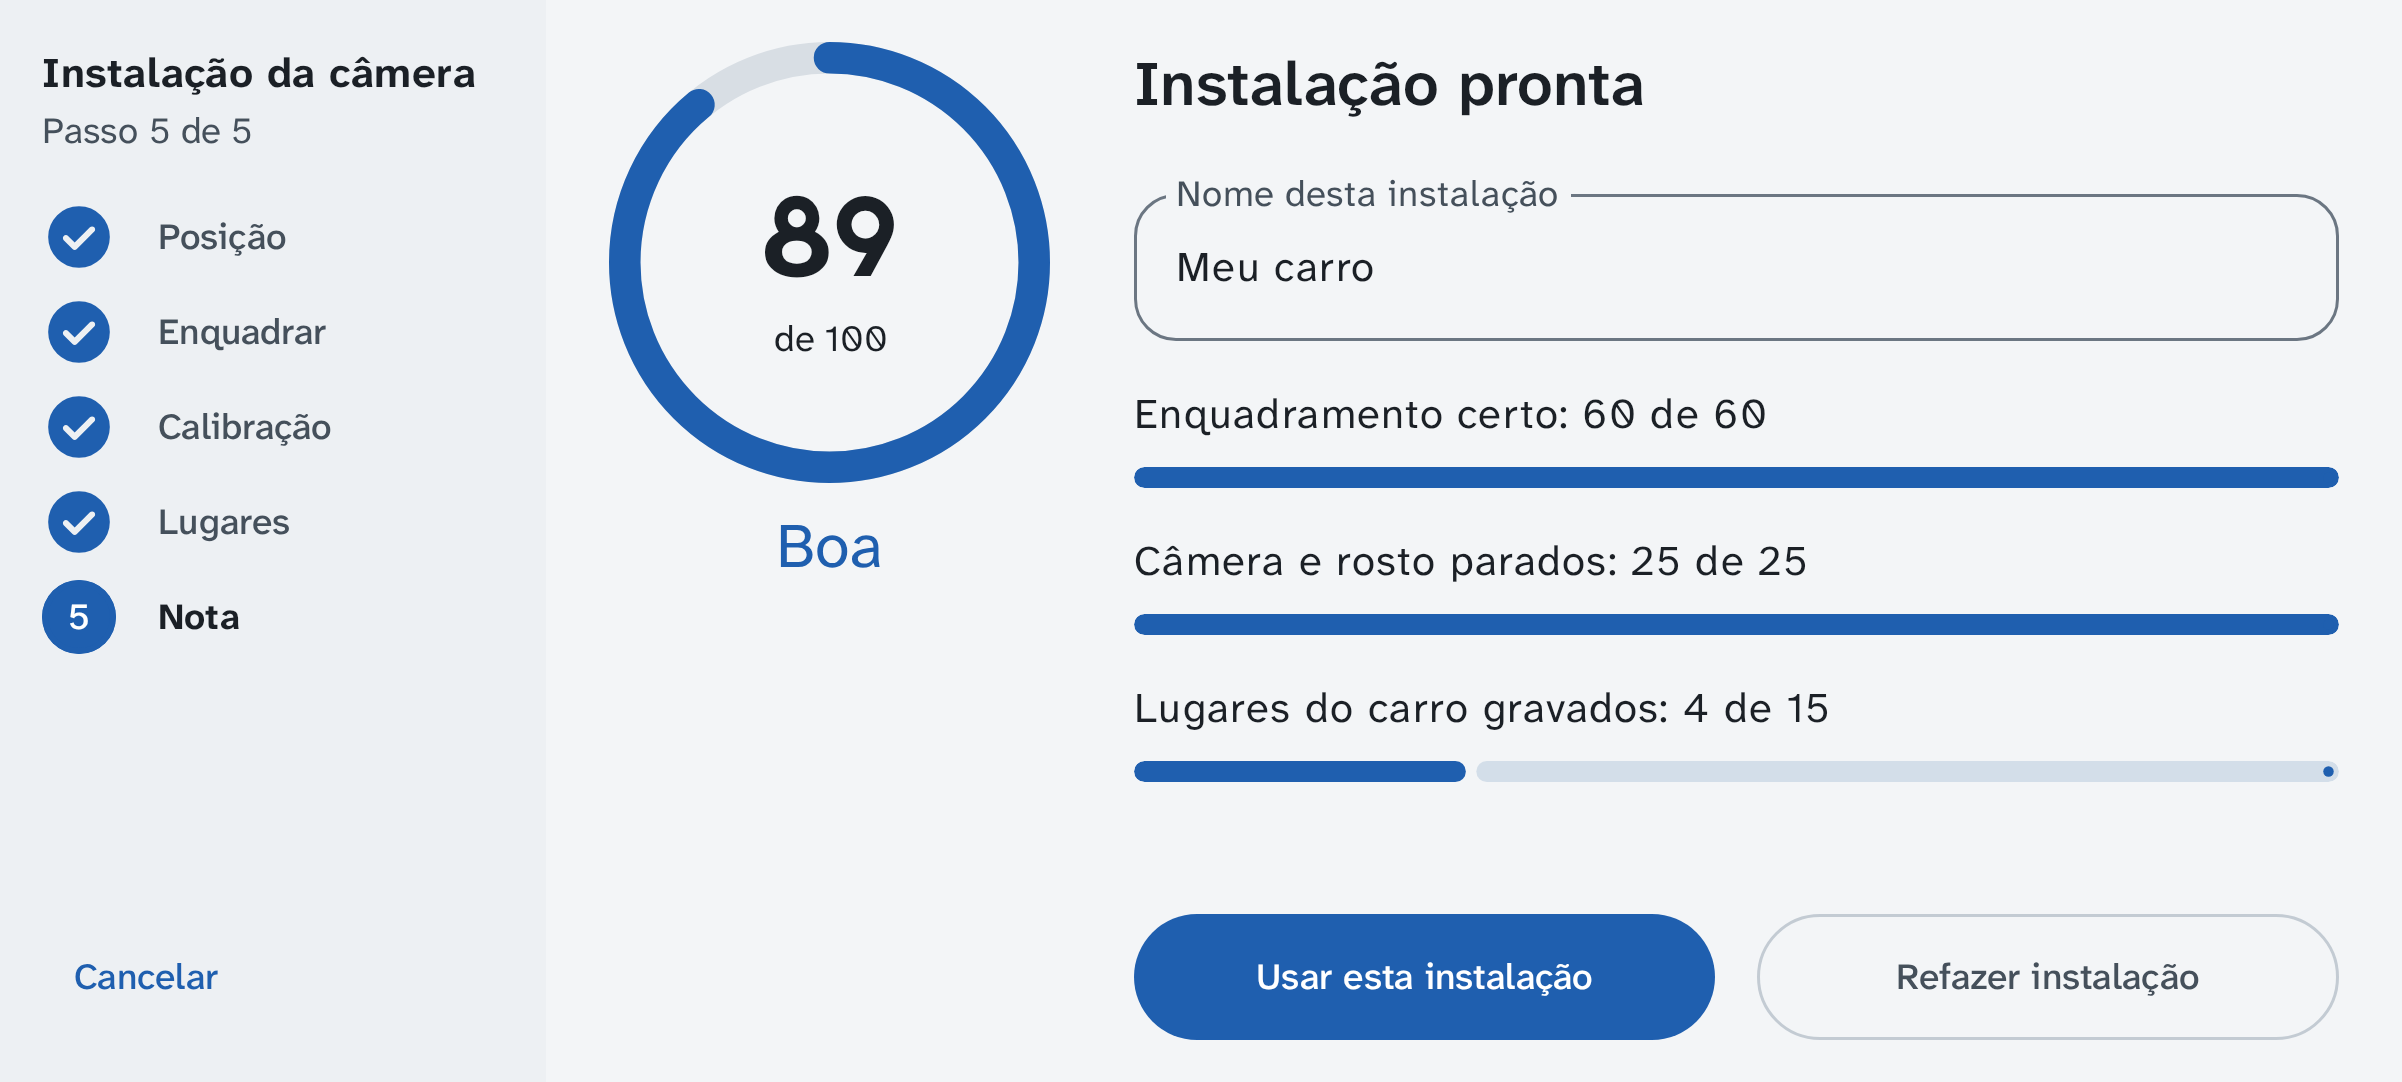 Instalação da câmera
Passo 5 de 5
Posição
Enquadrar
Calibração
Lugares
5 Nota
Cancelar
89
de 100
Boa
Instalação pronta
Nome desta instalação
Meu carro
Enquadramento certo: 60 de 60
Câmera e rosto parados: 25 de 25
Lugares do carro gravados: 4 de 15
Usar esta instalação
Refazer instalação